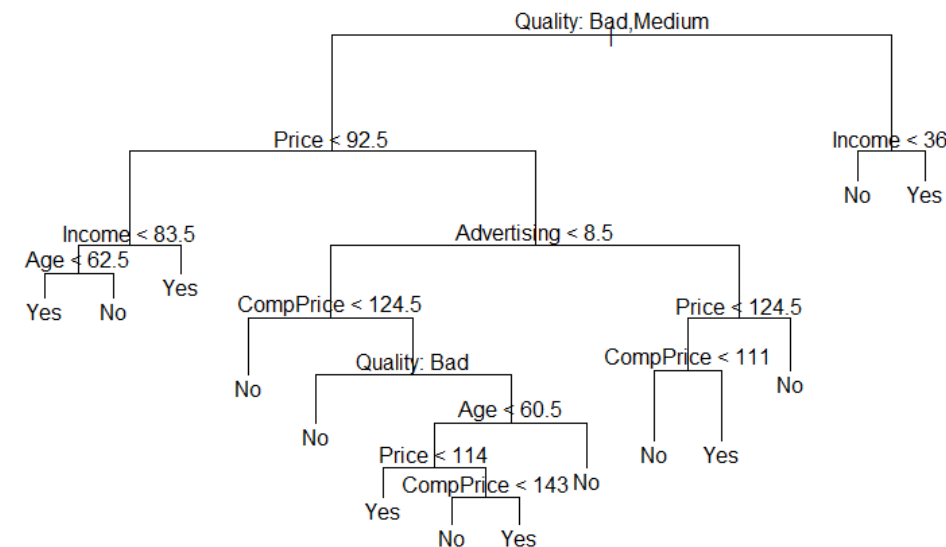 Quality: Bad,Medium
Price < 92.5
Income < 36
No
Yes
Income < 83.5
Advertising < 8.5
Age < 62.5
Yes
Yes
No
CompPrice < 124.5
Price < 124.5
No
Quality: Bad
CompPrice < 111
No
No
Age < 60.5
No
Yes
Price < 114
CompPrice < 143
No
Yes
No
Yes